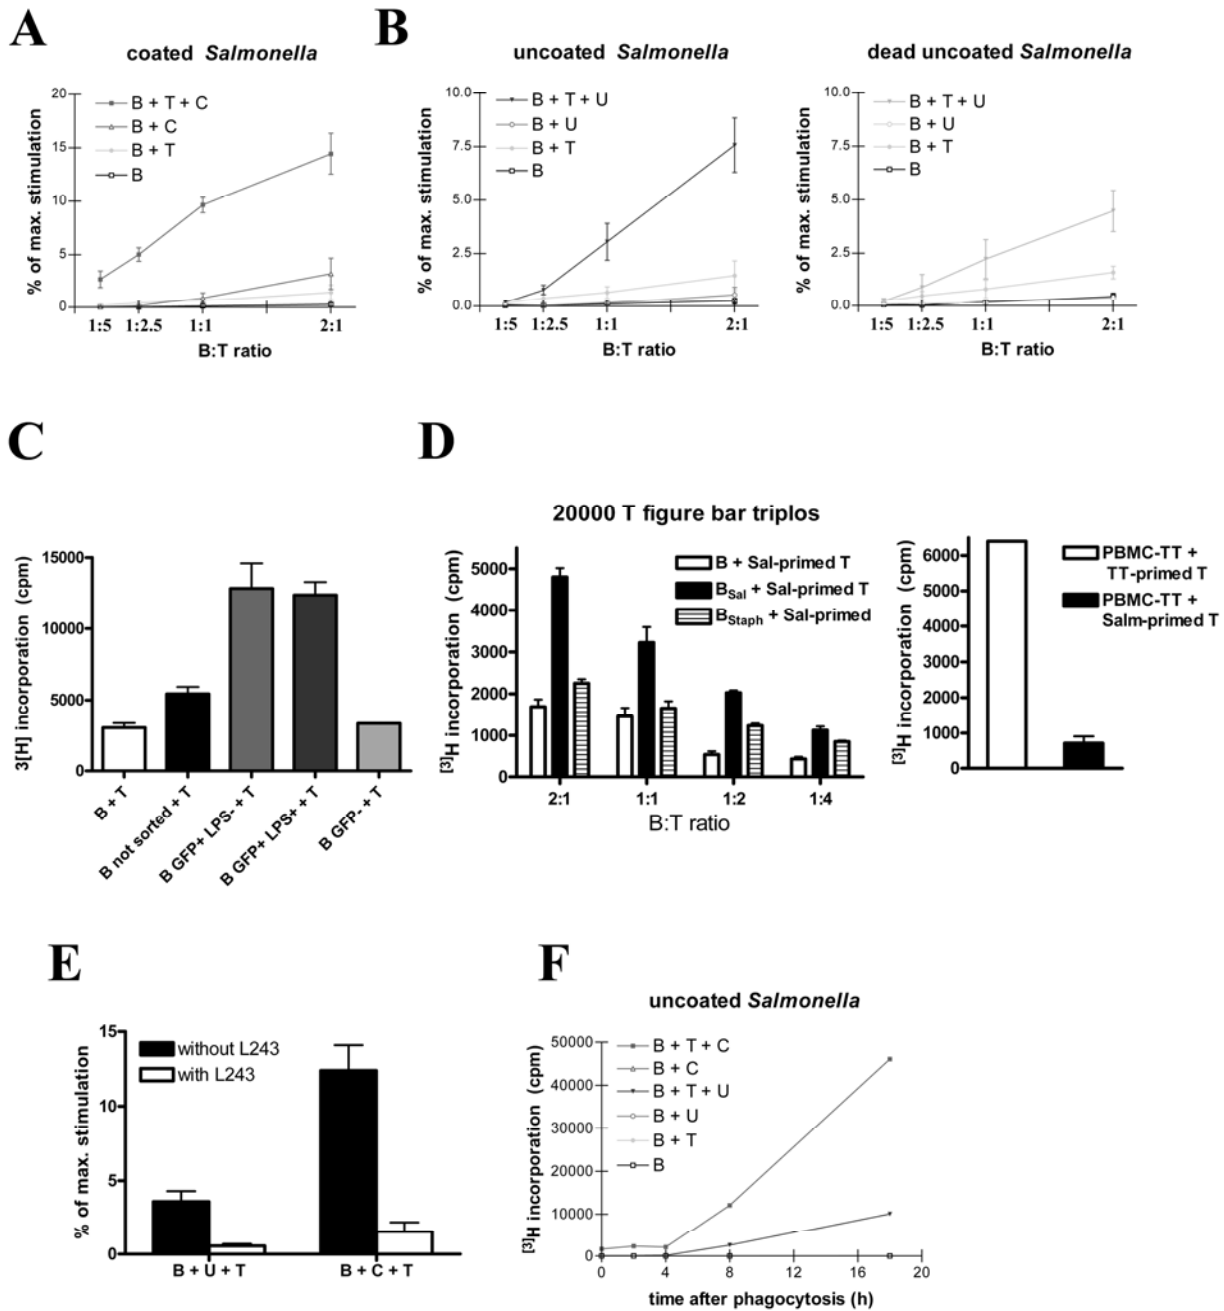 A
coated Salmonella
% of max. stimulation
20
15
10
5
0
B + T + C
B + C
B + T
B
1:5 1:2.5 1:1 2:1
B:T ratio
B
uncoated Salmonella
% of max. stimulation
10.0
7.5
5.0
2.5
0.0
B + T + U
B + U
B + T
B
1:5 1:2.5 1:1 2:1
B:T ratio
dead uncoated Salmonella
% of max. stimulation
10.0
7.5
5.0
2.5
0.0
B + T + U
B + U
B + T
B
1:5 1:2.5 1:1 2:1
B:T ratio
C
3[H] incorporation (cpm)
15000
10000
5000
0
B + T
B not sorted + T
B GFP+ LPS- + T
B GFP+ LPS+ + T
B GFP- + T
D
20000 T figure bar triplos
[³]H incorporation (cpm)
5000
4000
3000
2000
1000
0
B + Sal-primed T
BSal + Sal-primed T
BStaph + Sal-primed
2:1 1:1 1:2 1:4
B:T ratio
[³]H incorporation (cpm)
6000
5000
4000
3000
2000
1000
0
PBMC-TT +
TT-primed T
PBMC-TT +
Salm-primed T
E
% of max. stimulation
15
10
5
0
without L243
with L243
B + U + T B + C + T
F
uncoated Salmonella
[³]H incorporation (cpm)
50000
40000
30000
20000
10000
0
B + T + C
B + C
B + T + U
B + U
B + T
B
0 4 8 12 16 20
time after phagocytosis (h)